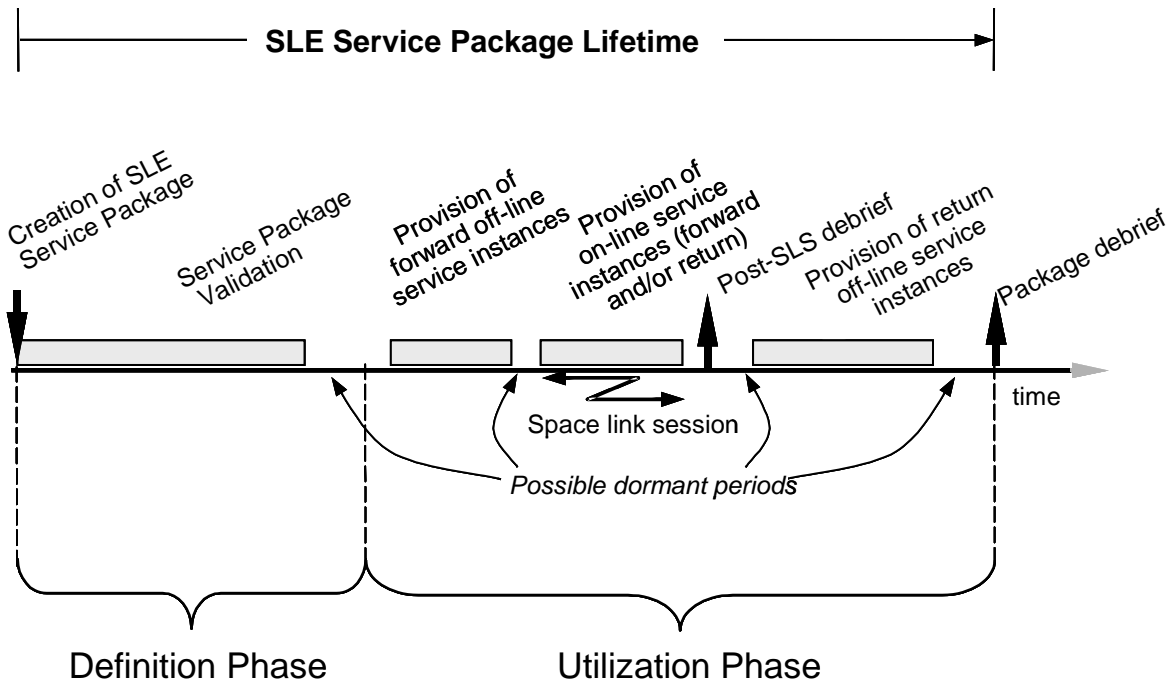 SLE Service Package Lifetime
Creation of SLE
Service Package
Service Package
Validation
Provision of
forward off-line
service instances
Provision of
on-line service
instances (forward
and/or return)
Post-SLS debrief
Provision of return
off-line service
instances
Package debrief
time
Space link session
Possible dormant periods
Definition Phase
Utilization Phase